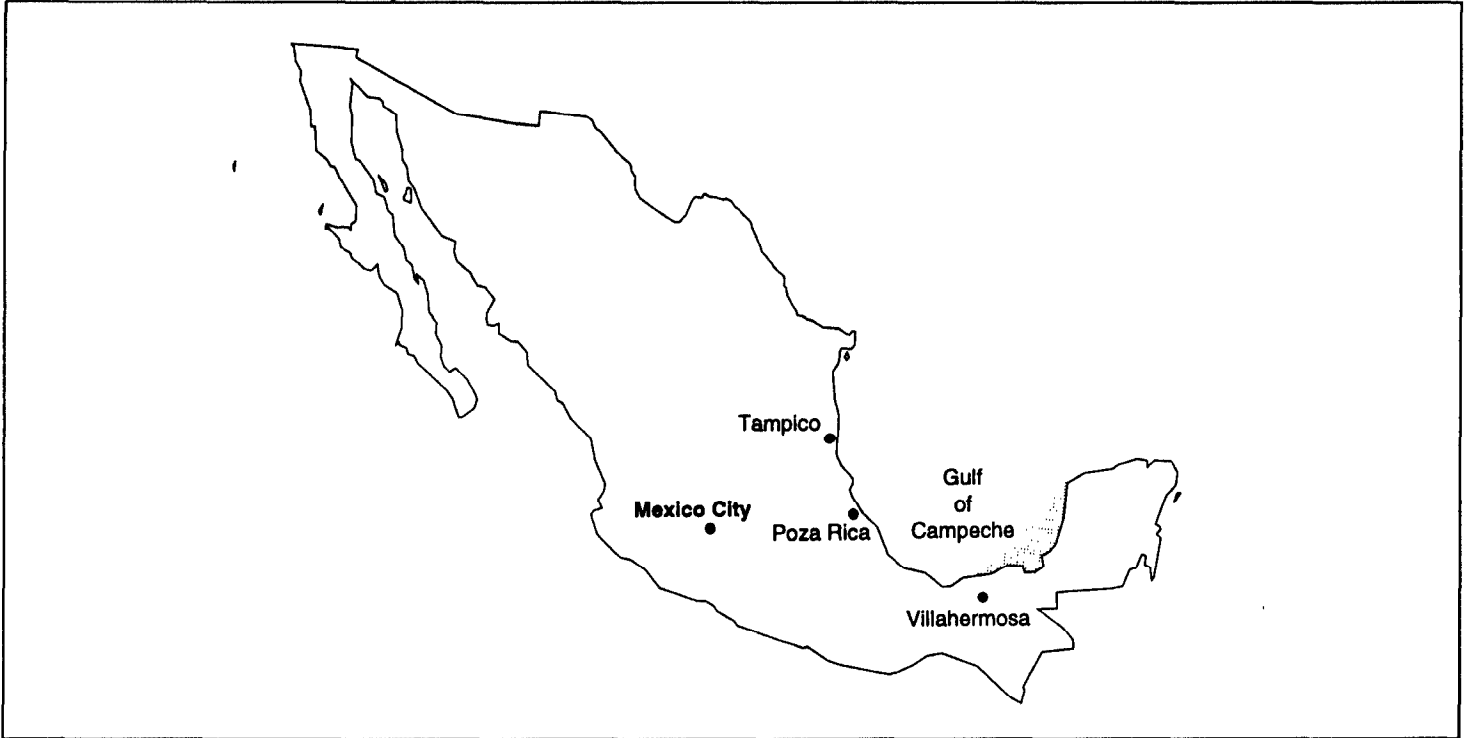 Tampico
Gulf
of
Campeche
Mexico City
Poza Rica
Villahermosa